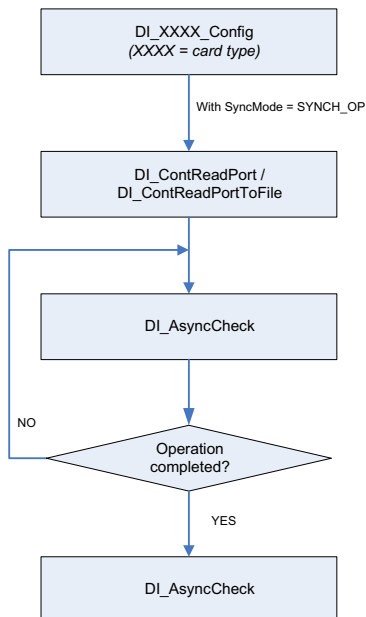 DI_XXXX_Config
(XXXX = card type)
With SyncMode = SYNCH_OP
DI_ContReadPort /
DI_ContReadPortToFile
DI_AsyncCheck
NO
Operation
completed?
YES
DI_AsyncCheck